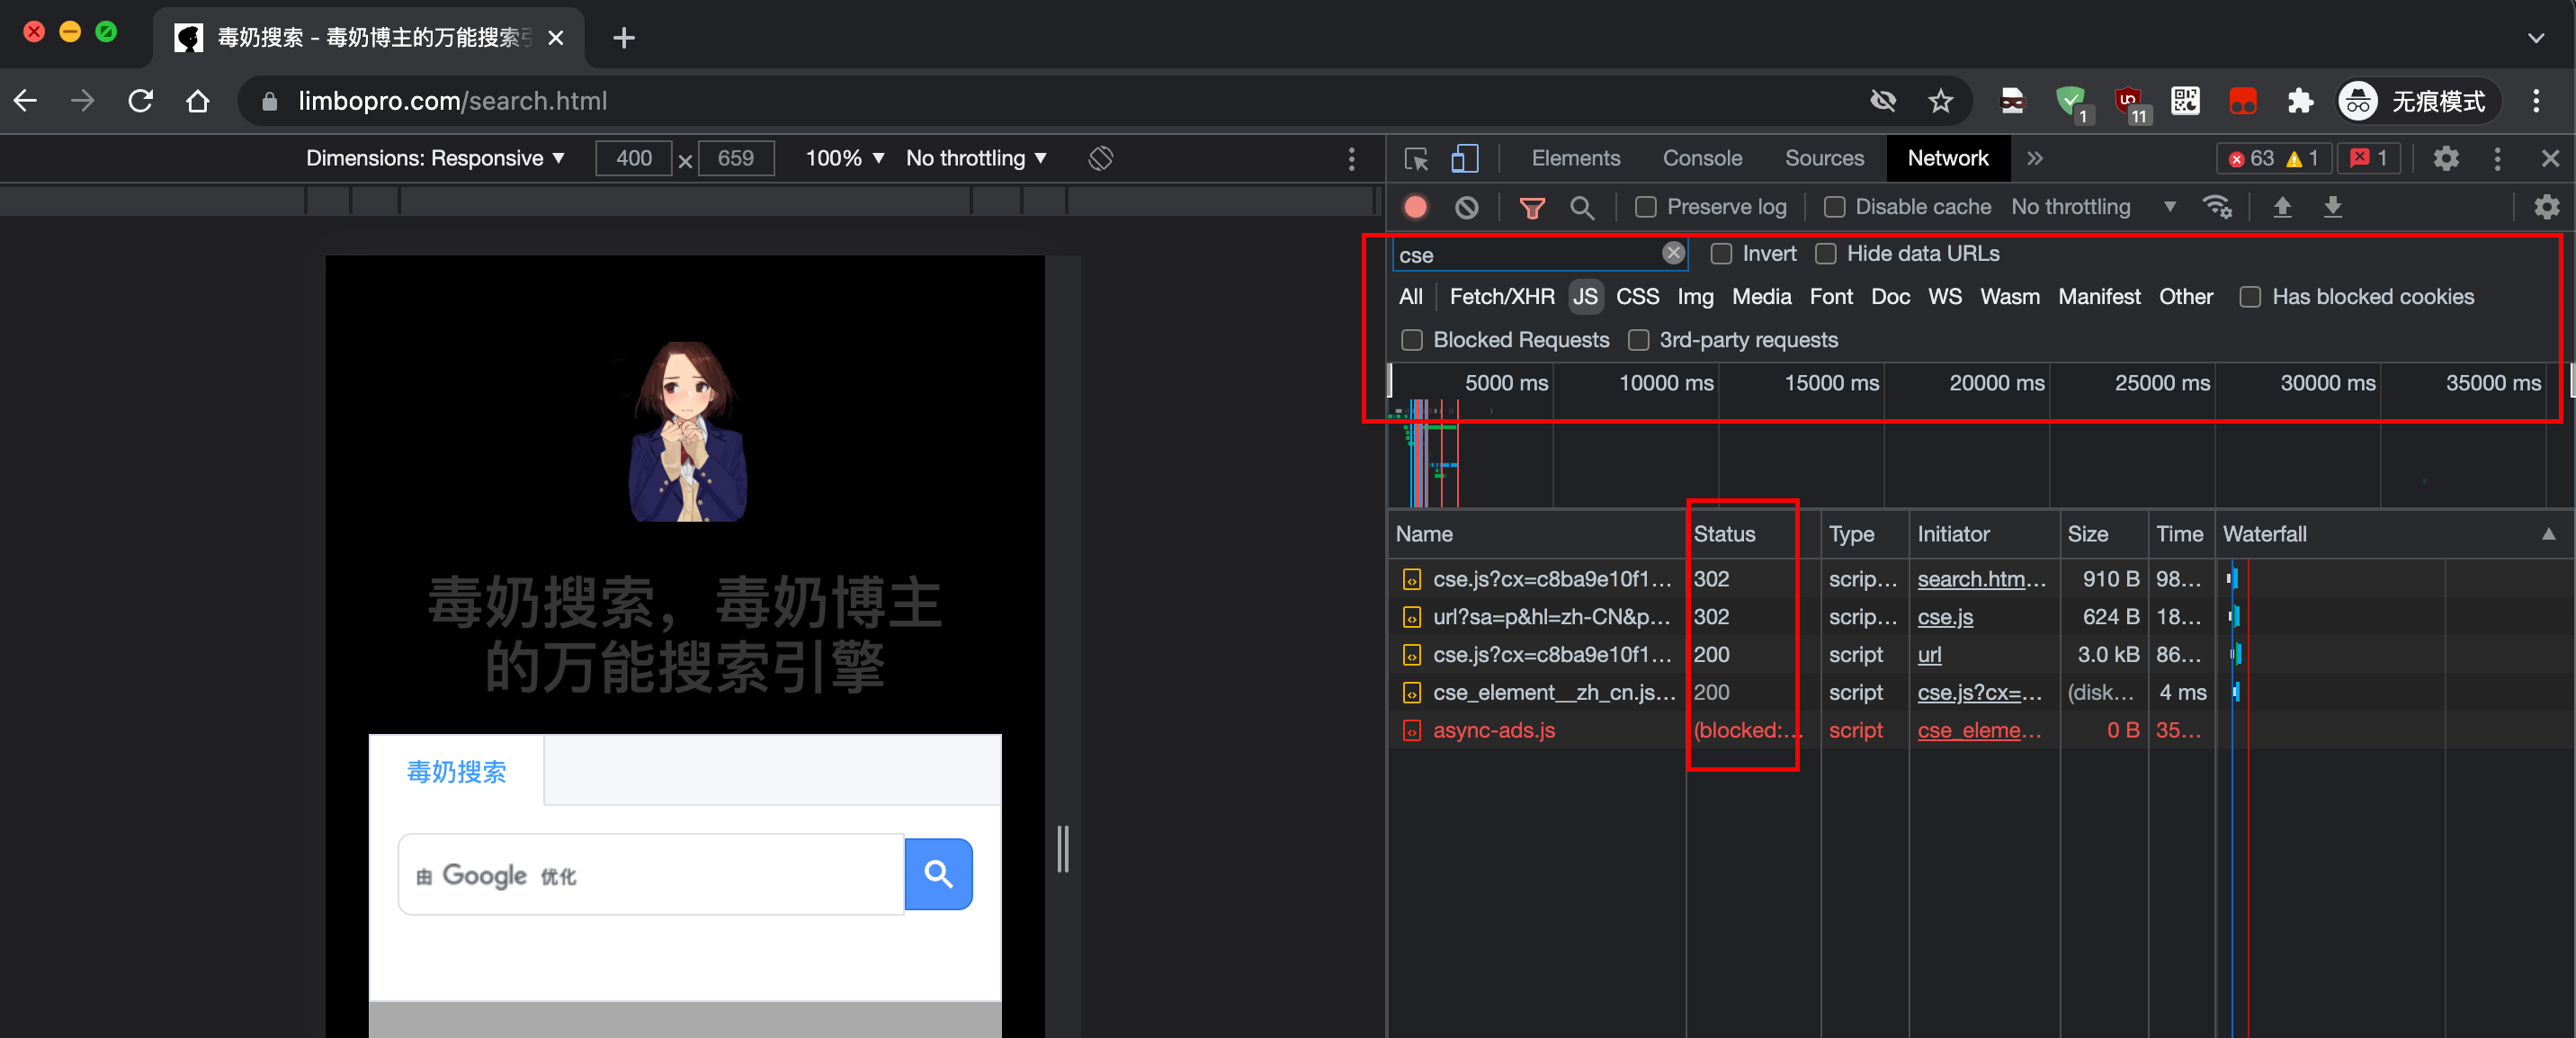 毒奶搜索 - 毒奶博主的万能搜索引
limbopro.com/search.html
1
11
无痕模式
Dimensions: Responsive ▼ 400 × 659 100% ▼ No throttling ▼
Elements Console Sources Network » 63 1 1
Preserve log Disable cache No throttling ▼
cse Invert Hide data URLs
All Fetch/XHR JS CSS Img Media Font Doc WS Wasm Manifest Other Has blocked cookies
Blocked Requests 3rd-party requests
5000 ms 10000 ms 15000 ms 20000 ms 25000 ms 30000 ms 35000 ms
Name Status Type Initiator Size Time Waterfall ▲
cse.js?cx=c8ba9e10f1... 302 scrip... search.htm... 910 B 98...
url?sa=p&hl=zh-CN&p... 302 scrip... cse.js 624 B 18...
cse.js?cx=c8ba9e10f1... 200 script url 3.0 kB 86...
cse_element__zh_cn.js... 200 script cse.js?cx=... (disk... 4 ms
async-ads.js (blocked:... script cse_eleme... 0 B 35...
毒奶搜索，毒奶博主
的万能搜索引擎
毒奶搜索
由 Google 优化